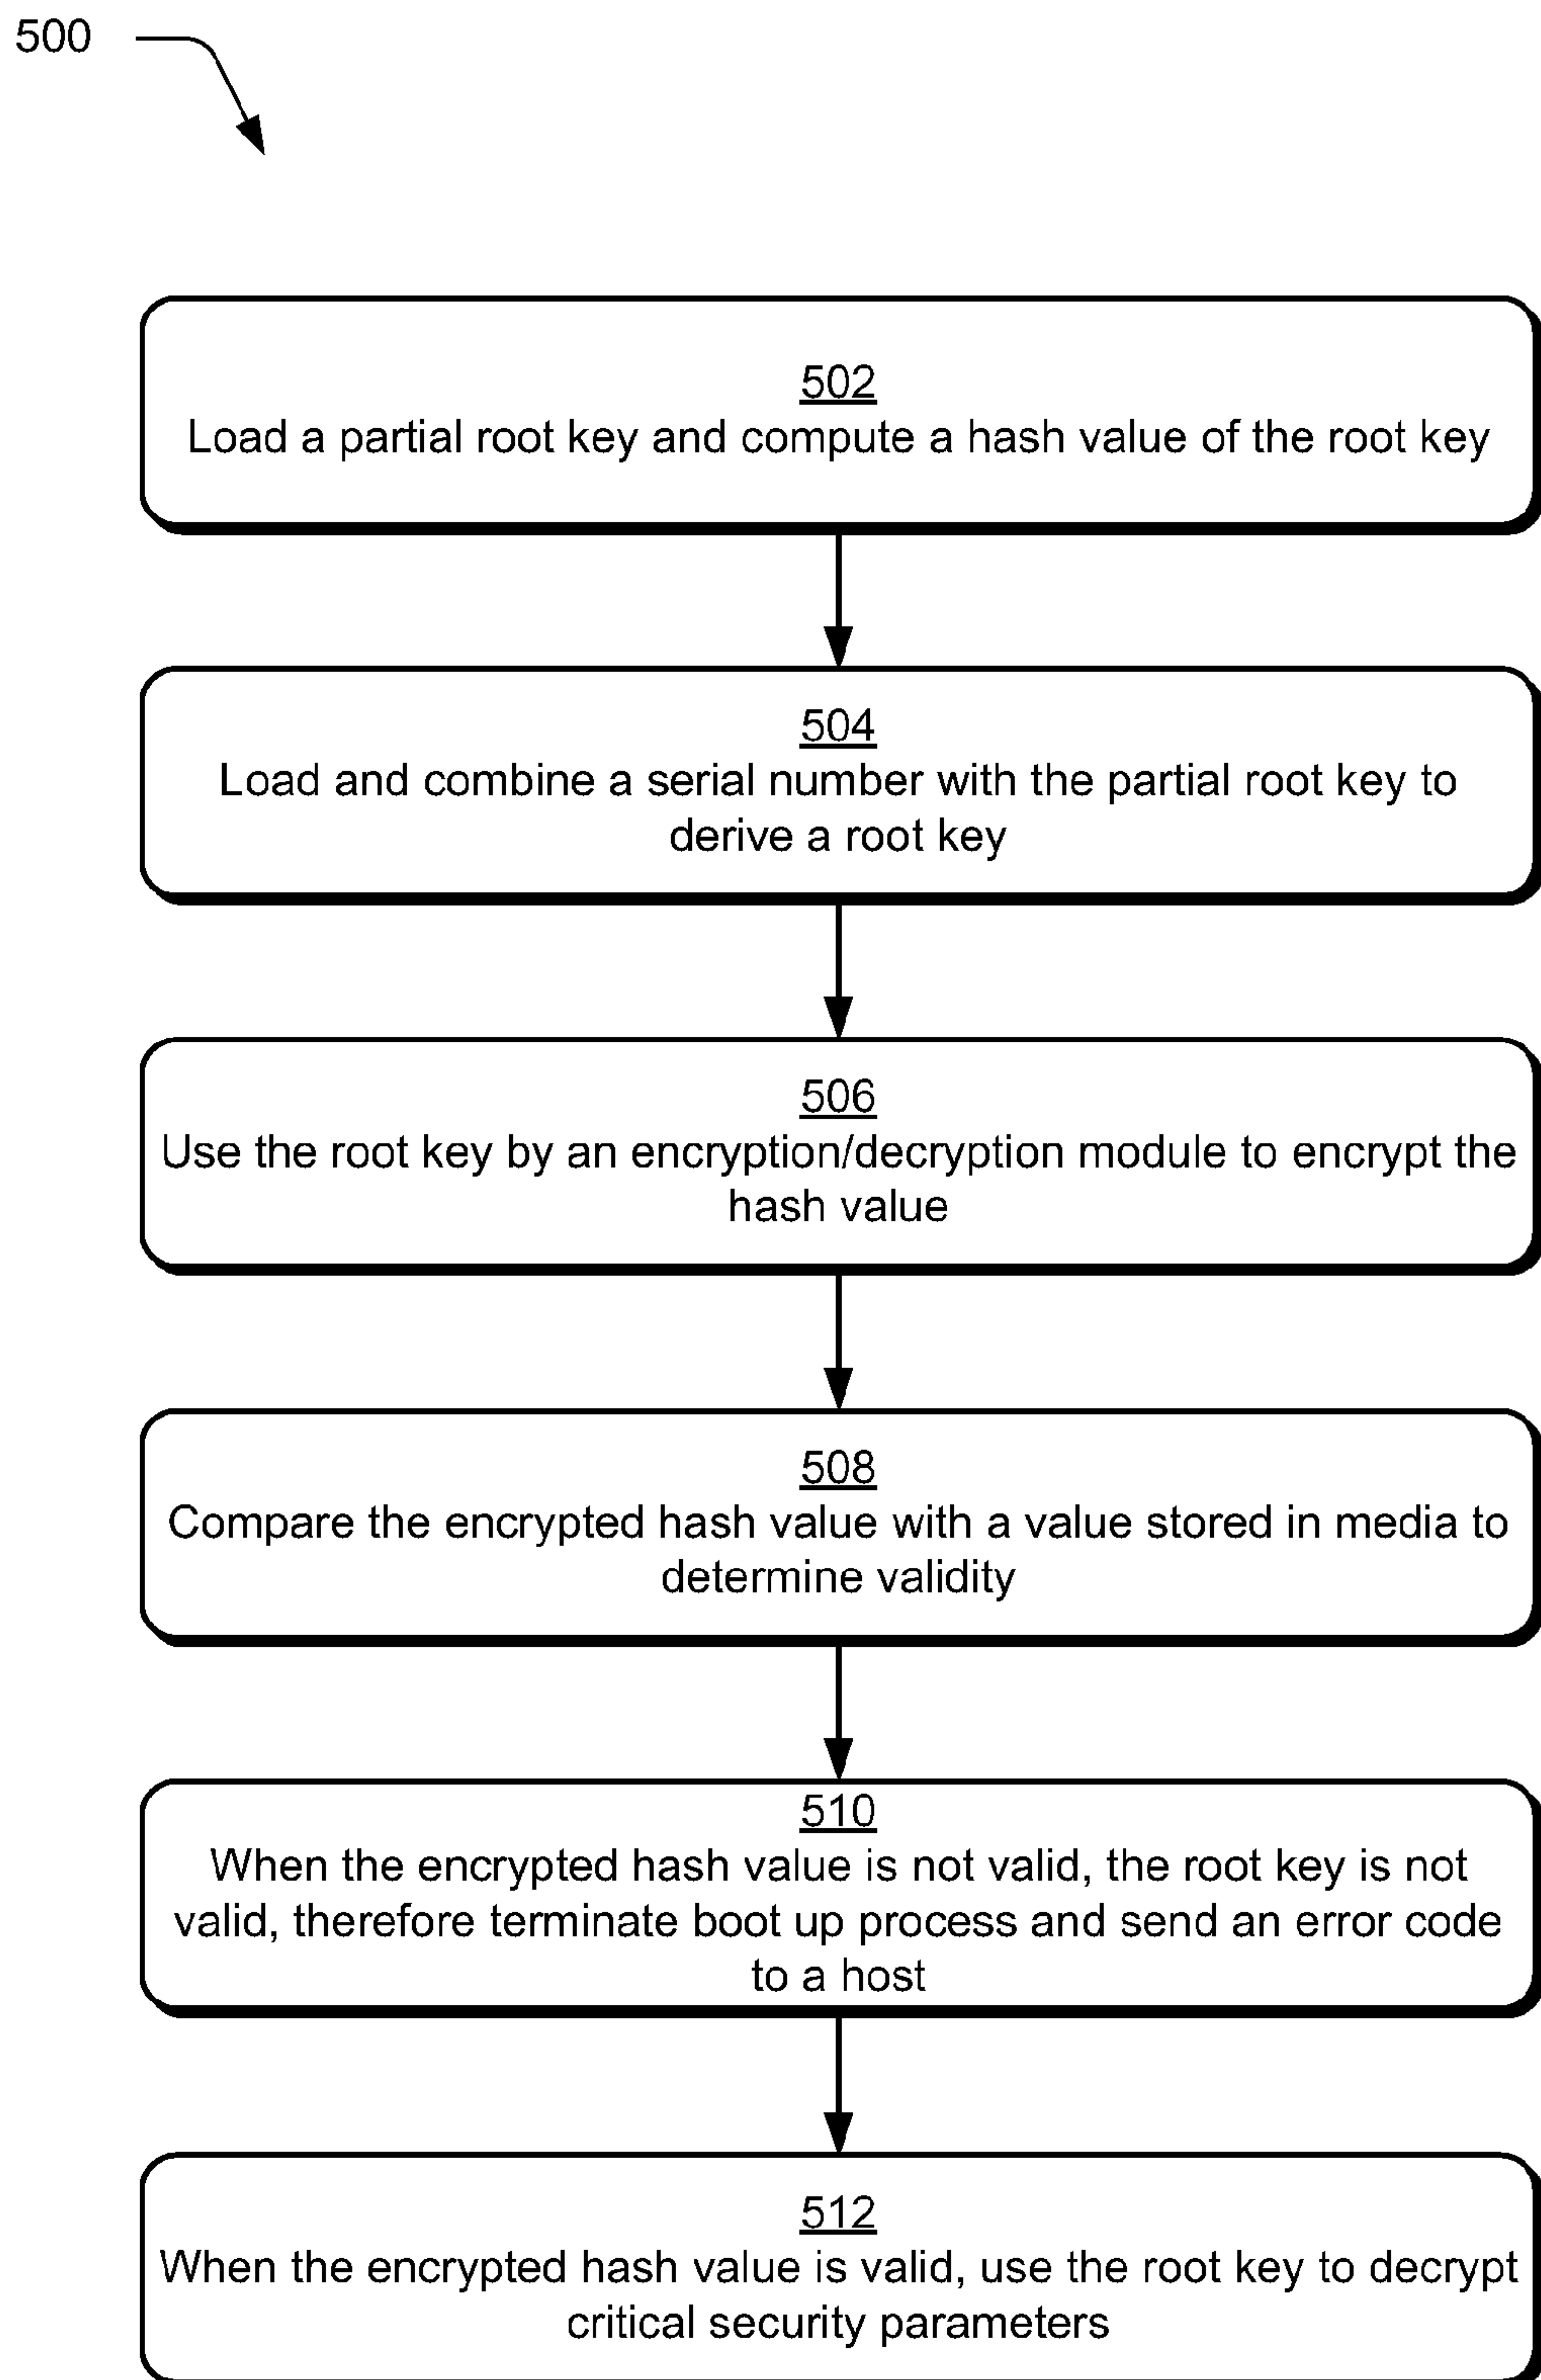 500
502
Load a partial root key and compute a hash value of the root key
504
Load and combine a serial number with the partial root key to
derive a root key
506
Use the root key by an encryption/decryption module to encrypt the
hash value
508
Compare the encrypted hash value with a value stored in media to
determine validity
510
When the encrypted hash value is not valid, the root key is not
valid, therefore terminate boot up process and send an error code
to a host
512
When the encrypted hash value is valid, use the root key to decrypt
critical security parameters